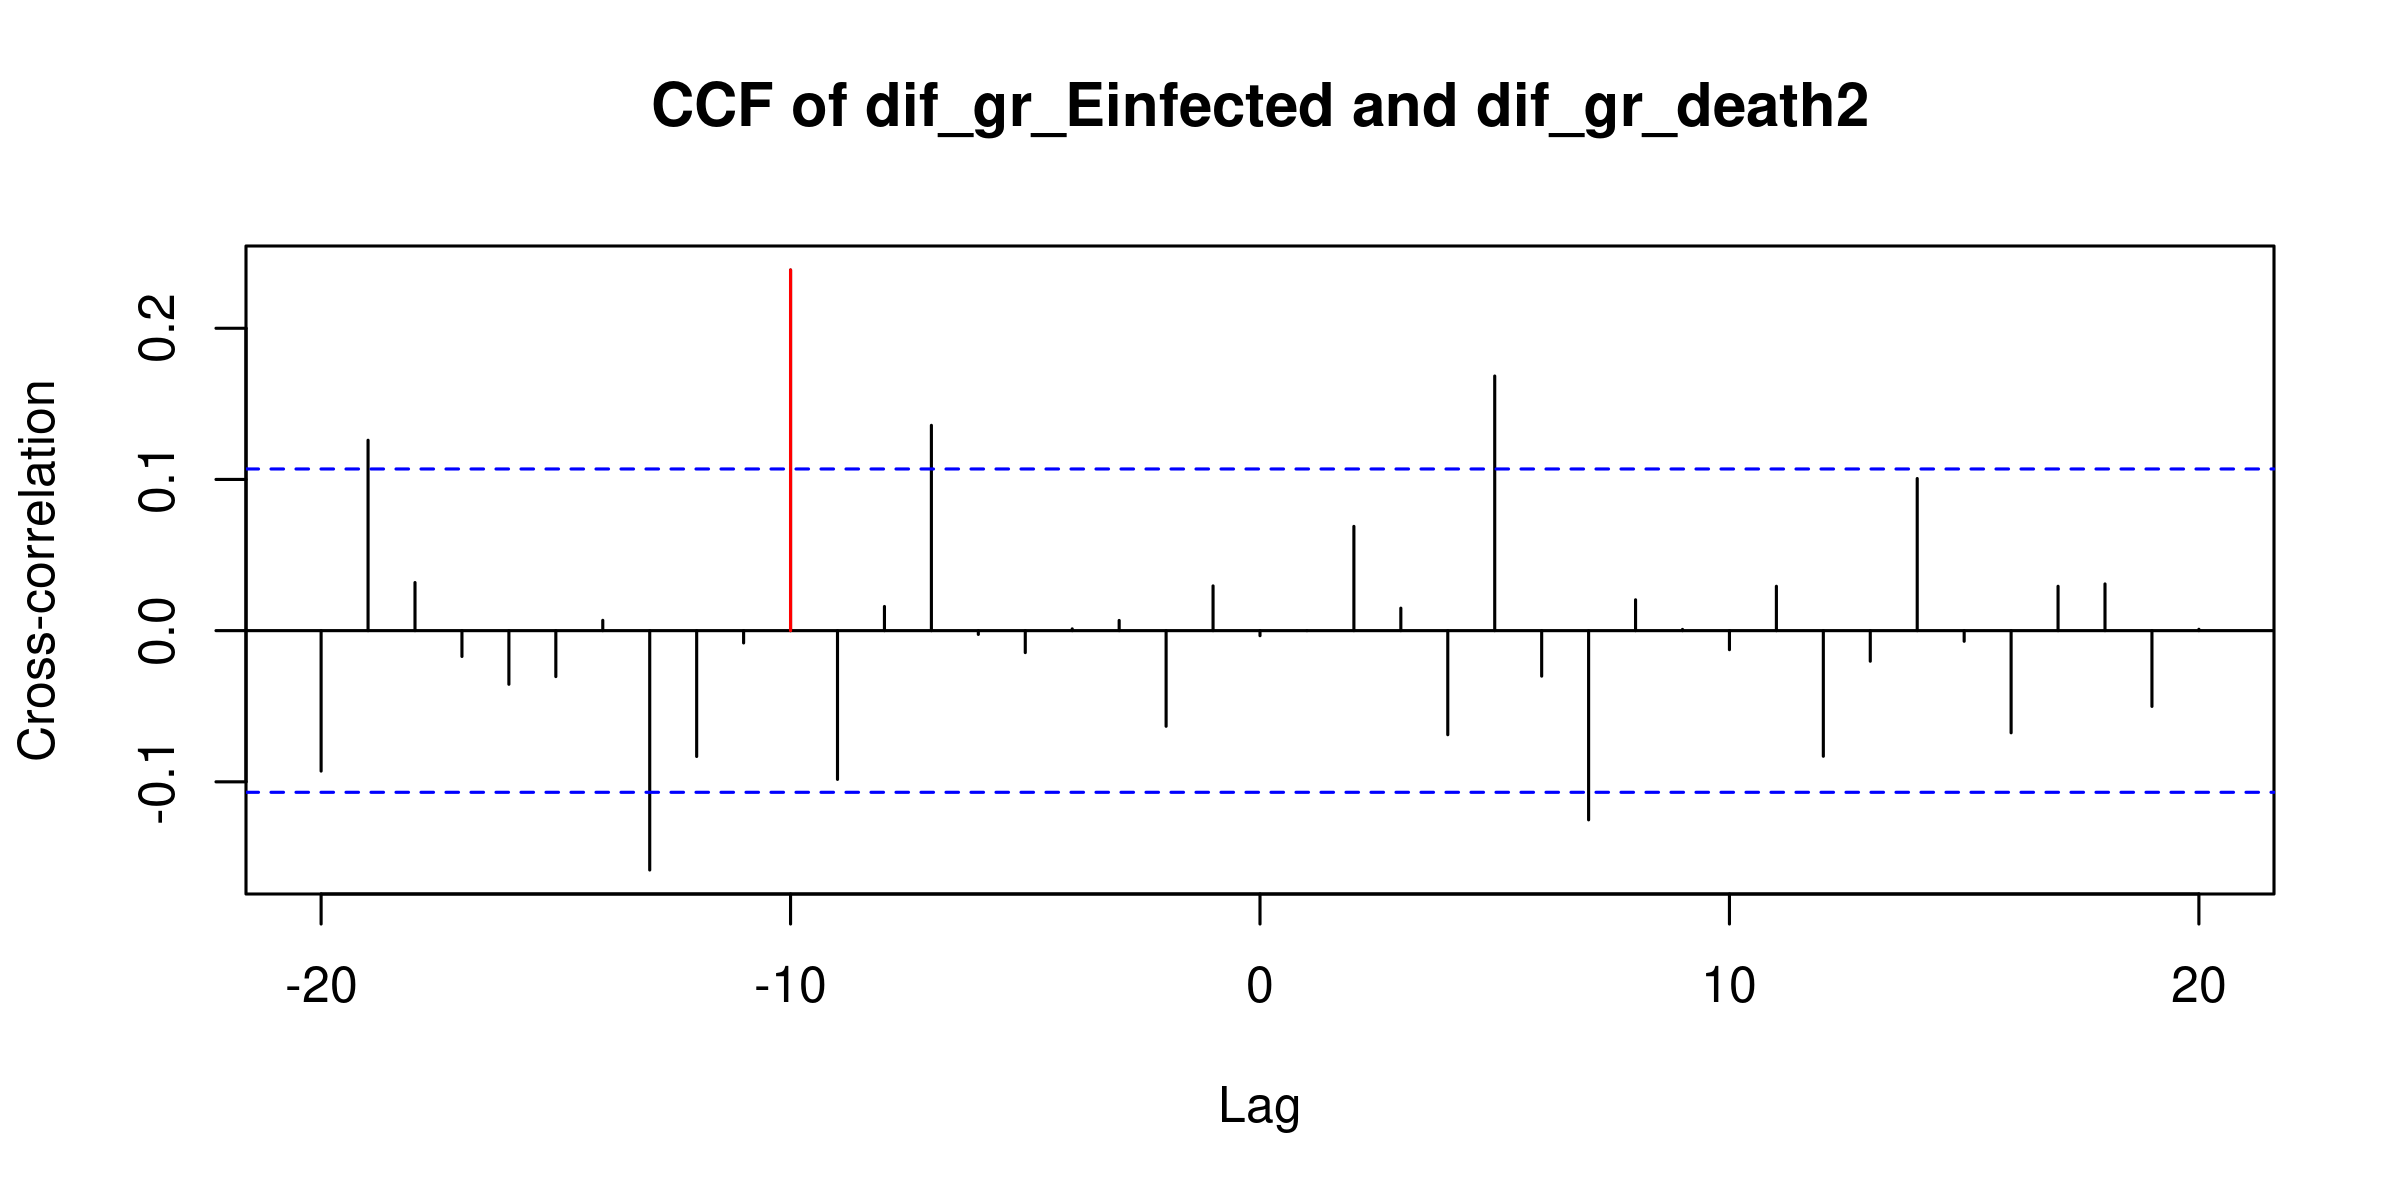 CCF of dif_gr_Einfected and dif_gr_death2
Cross-correlation
0.2
0.1
0.0
-0.1
-20 -10 0 10 20
Lag